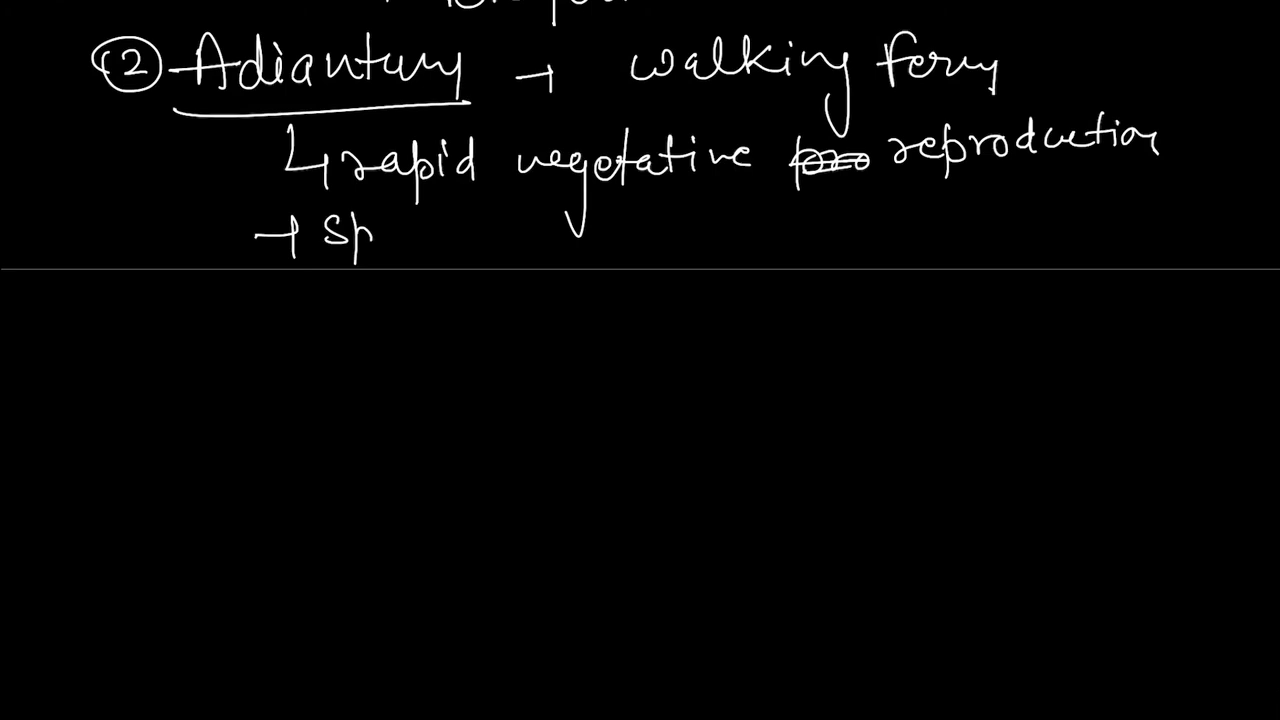 ② Adiantum → walking fern
↳ rapid vegetative reproduction
→ sp